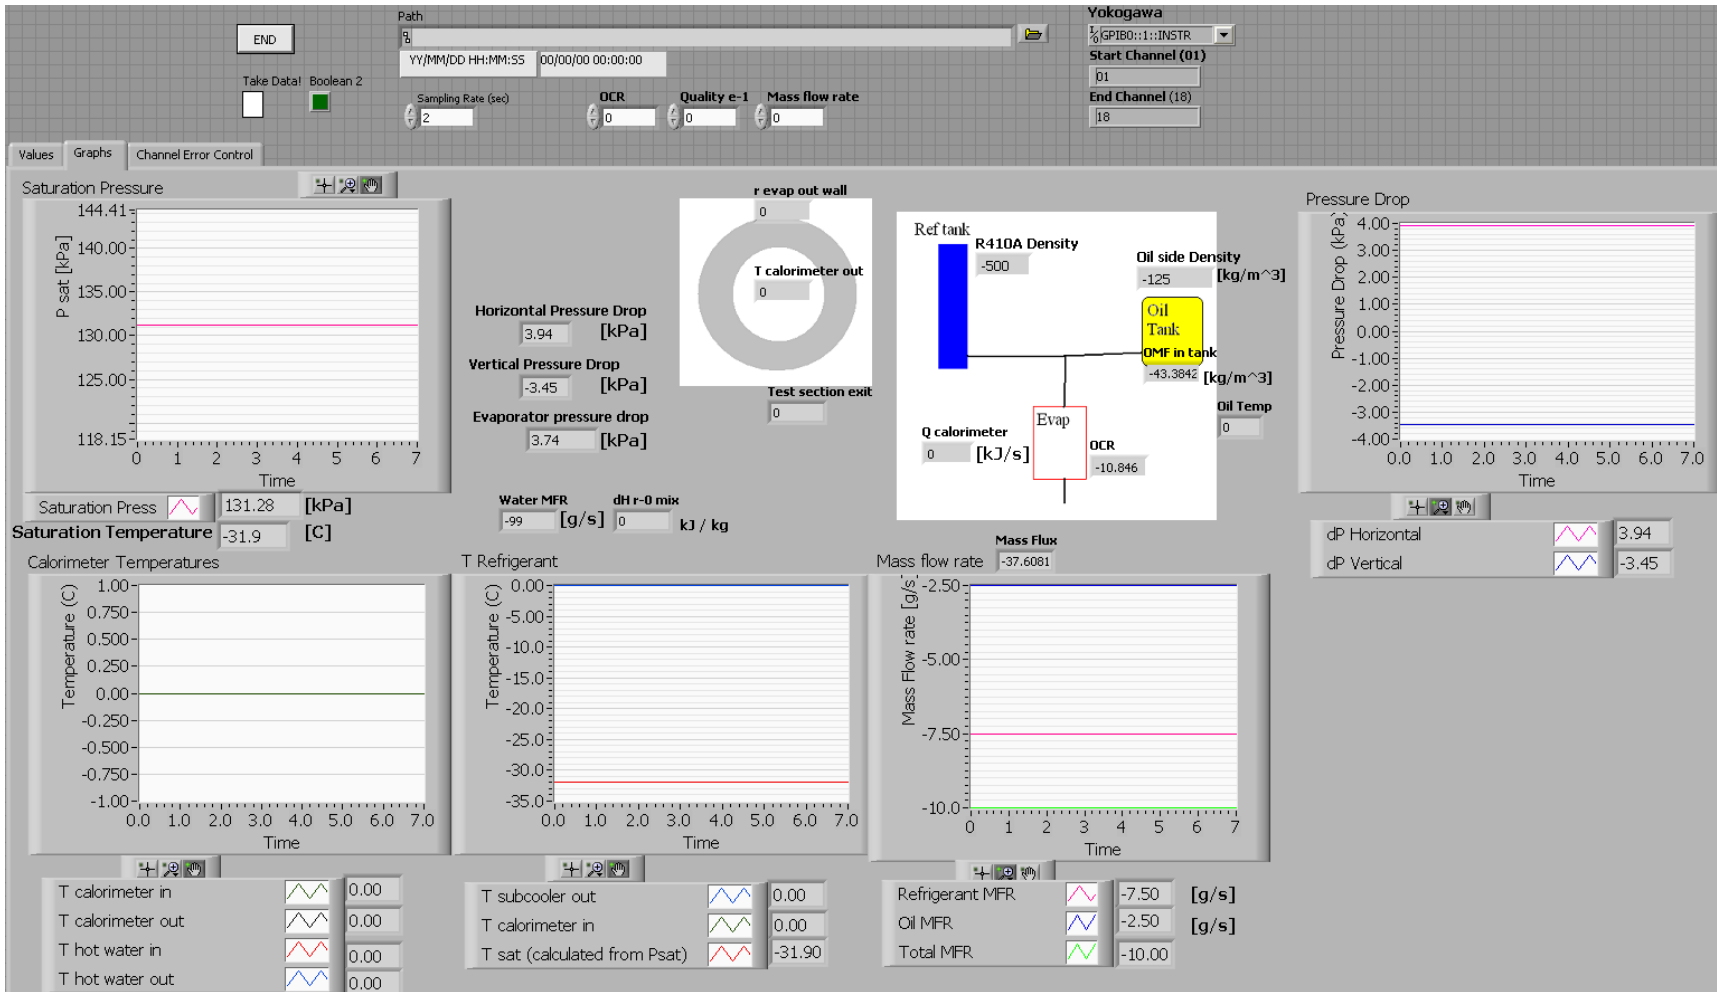 END
Path
YY/MM/DD HH:MM:SS 00/00/00 00:00:00
Take Data! Boolean 2
Sampling Rate (sec) OCR Quality e-1 Mass flow rate
2 0 0 0
Yokogawa
GPIB0::1::INSTR
Start Channel (01)
01
End Channel (18)
18
Values Graphs Channel Error Control
Saturation Pressure
P sat [kPa]
144.41
140.00
135.00
130.00
125.00
118.15
0 1 2 3 4 5 6 7
Time
Saturation Press 131.28 [kPa]
Saturation Temperature -31.9 [C]
Horizontal Pressure Drop
3.94 [kPa]
Vertical Pressure Drop
-3.45 [kPa]
Evaporator pressure drop
3.74 [kPa]
Water MFR dH r-0 mix
-99 [g/s] 0 kJ / kg
r evap out wall
0
T calorimeter out
0
Test section exit
0
Ref tank
R410A Density
-500
Oil side Density
-125 [kg/m^3]
Oil
Tank
OMF in tank
-43.3842 [kg/m^3]
Evap
Oil Temp
0
Q calorimeter
0 [kJ/s]
OCR
-10.846
Mass Flux
-37.6081
Pressure Drop
Pressure Drop (kPa)
4.00
3.00
2.00
1.00
0.00
-1.00
-2.00
-3.00
-4.00
0.0 1.0 2.0 3.0 4.0 5.0 6.0 7.0
Time
dP Horizontal 3.94
dP Vertical -3.45
Calorimeter Temperatures
Temperature (C)
1.00
0.750
0.500
0.250
0.00
-0.250
-0.500
-0.750
-1.00
0.0 1.0 2.0 3.0 4.0 5.0 6.0 7.0
Time
T calorimeter in 0.00
T calorimeter out 0.00
T hot water in 0.00
T hot water out 0.00
T Refrigerant
Temperature (C)
0.00
-5.00
-10.0
-15.0
-20.0
-25.0
-30.0
-35.0
0.0 1.0 2.0 3.0 4.0 5.0 6.0 7.0
Time
T subcooler out 0.00
T calorimeter in 0.00
T sat (calculated from Psat) -31.90
Mass flow rate
Mass Flow rate [g/s]
-2.50
-5.00
-7.50
-10.0
0 1 2 3 4 5 6 7
Time
Refrigerant MFR -7.50 [g/s]
Oil MFR -2.50 [g/s]
Total MFR -10.00